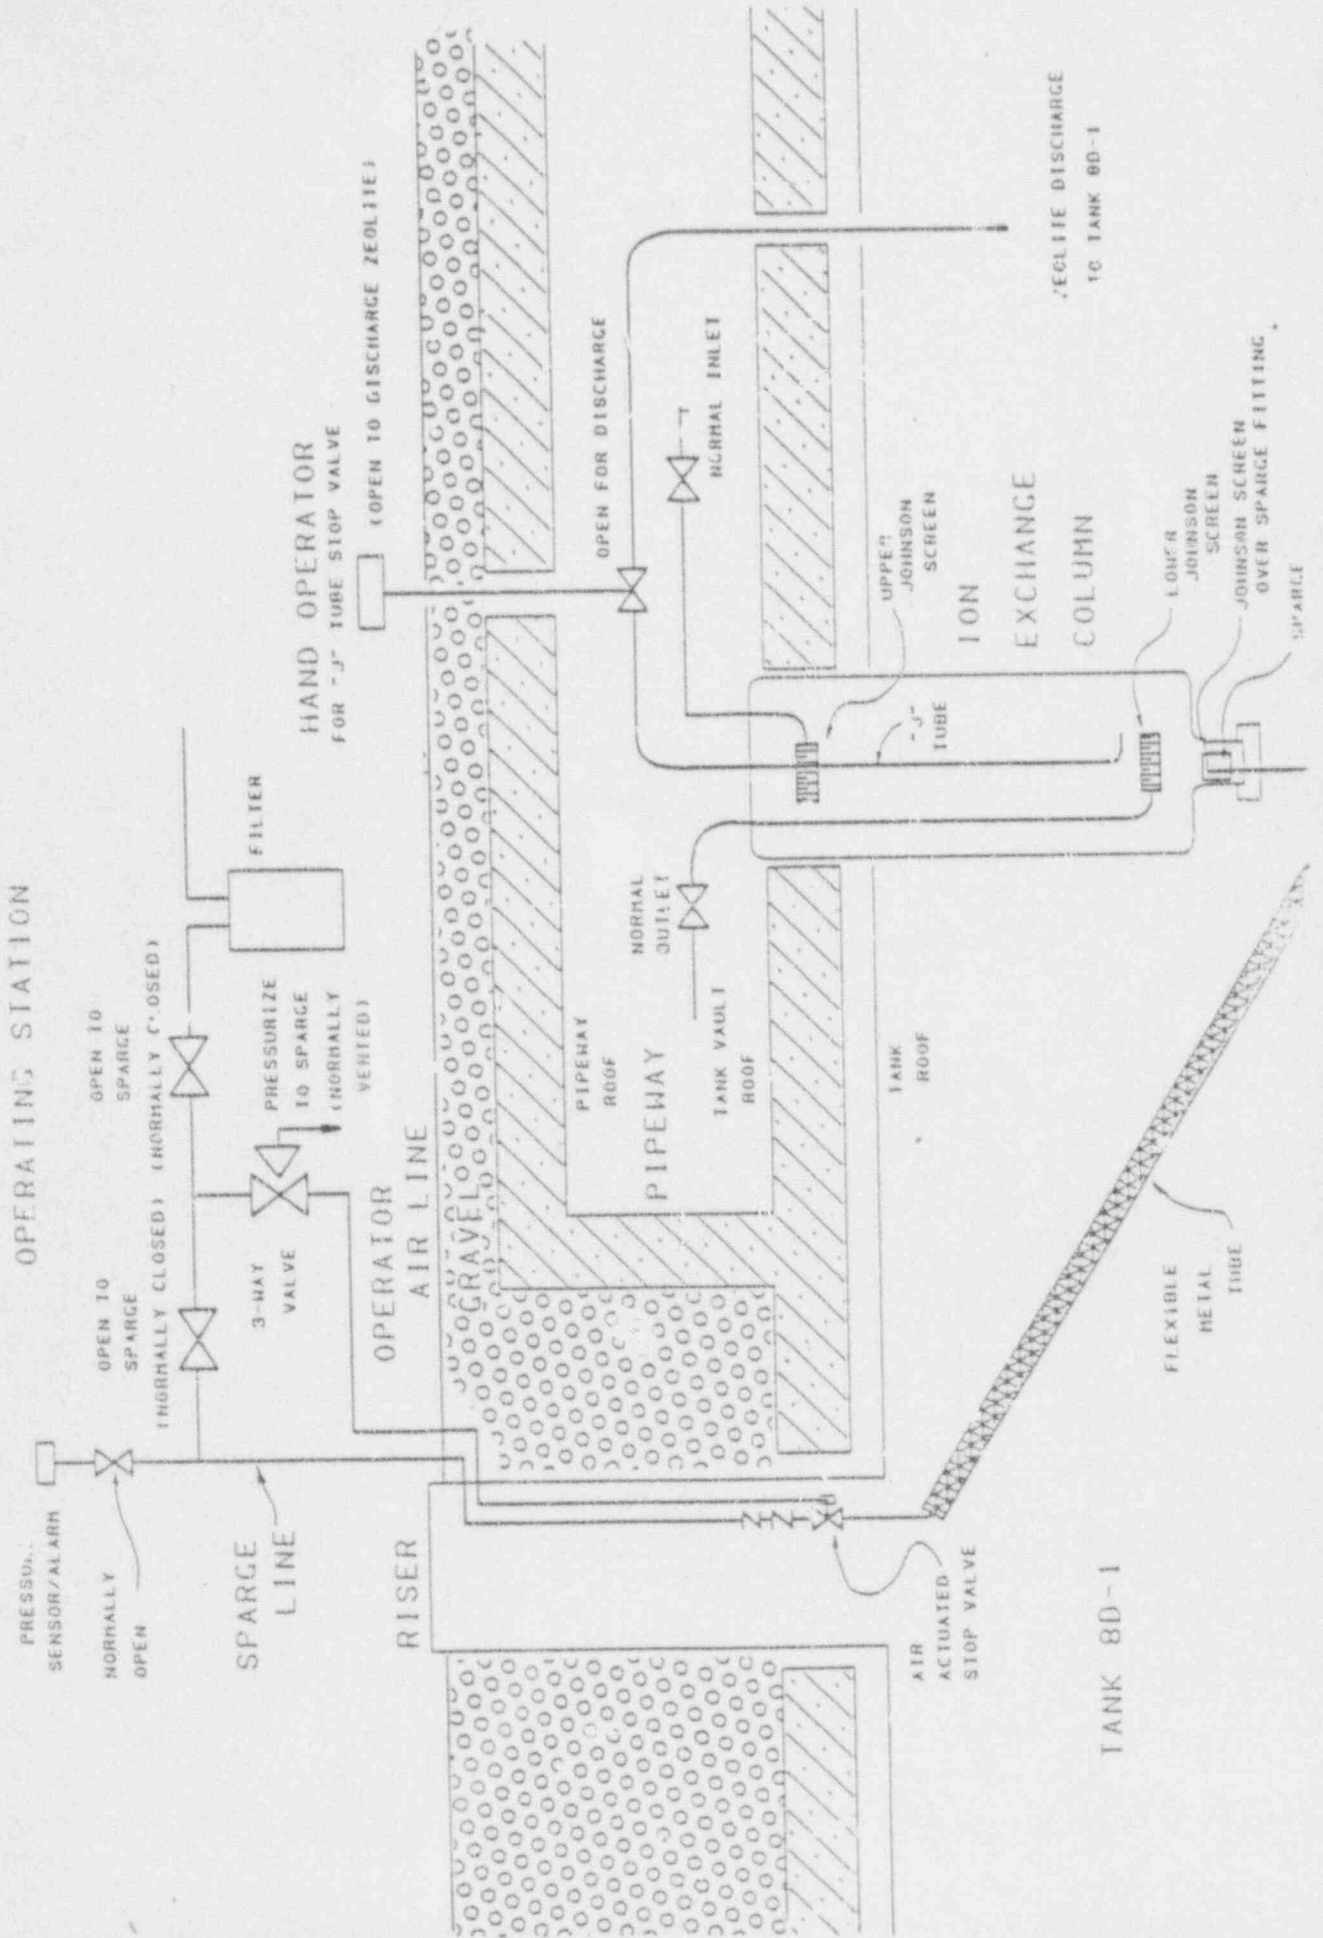 OPERATING STATION
PRESSU
SENSOR/ALARM
NORMALLY
OPEN
OPEN TO
SPARGE
(NORMALLY CLOSED)
OPEN TO
SPARGE
(NORMALLY CLOSED)
3-WAY
VALVE
PRESSURIZE
TO SPARGE
(NORMALLY
VENTED)
FILTER
SPARGE
LINE
OPERATOR
AIR LINE
HAND OPERATOR
FOR "J" TUBE STOP VALVE
(OPEN TO DISCHARGE ZEOLITE)
RISER
GRAVEL
PIPEWAY
ROOF
PIPEWAY
TANK VAULT
ROOF
NORMAL
OUTLET
OPEN FOR DISCHARGE
NORMAL INLET
TANK
ROOF
UPPER
JOHNSON
SCREEN
"J"
TUBE
ION
EXCHANGE
COLUMN
ZEOLITE DISCHARGE
TO TANK 8D-1
LOWER
JOHNSON
SCREEN
JOHNSON SCREEN
OVER SPARGE FITTING
SPARGE
AIR
ACTUATED
STOP VALVE
FLEXIBLE
METAL
TUBE
TANK 8D-1